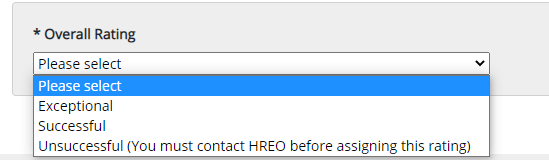 * Overall Rating
Please select
Please select
Exceptional
Successful
Unsuccessful (You must contact HREO before assigning this rating)